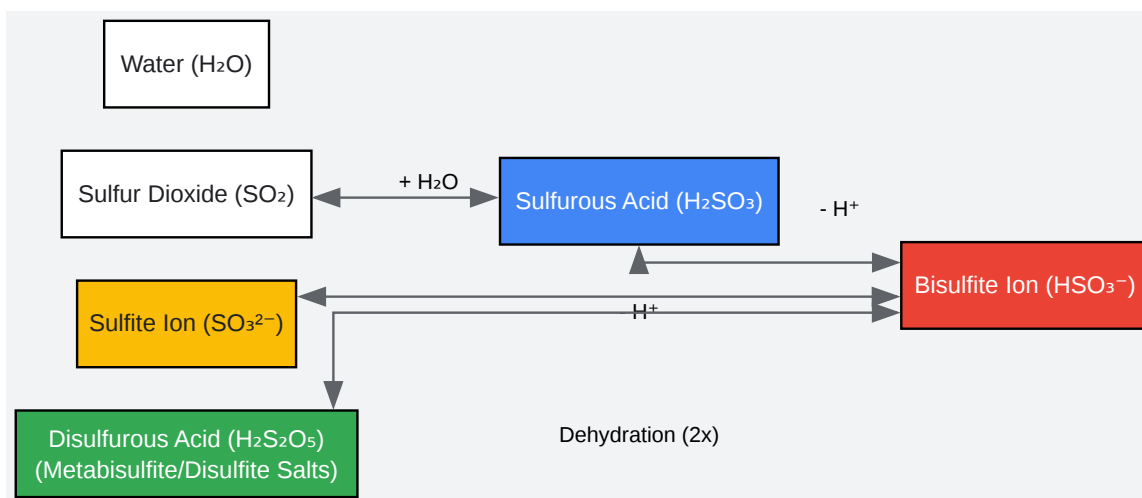 Water (H₂O)
Sulfur Dioxide (SO₂)
+ H₂O
Sulfurous Acid (H₂SO₃)
- H⁺
Bisulfite Ion (HSO₃⁻)
Sulfite Ion (SO₃²⁻)
- H⁺
Disulfurous Acid (H₂S₂O₅)
(Metabisulfite/Disulfite Salts)
Dehydration (2x)